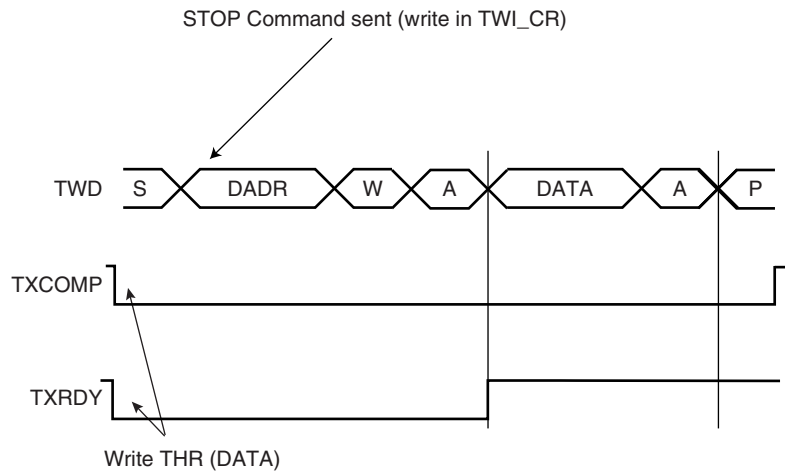 STOP Command sent (write in TWI_CR)
TWD S DADR W A DATA A P
TXCOMP
TXRDY
Write THR (DATA)